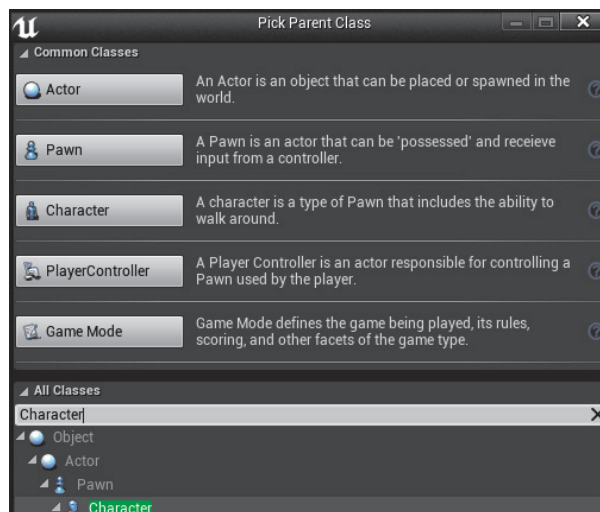 Pick Parent Class
Common Classes
Actor
An Actor is an object that can be placed or spawned in the
world.
Pawn
A Pawn is an actor that can be 'possessed' and receieve
input from a controller.
Character
A character is a type of Pawn that includes the ability to
walk around.
PlayerController
A Player Controller is an actor responsible for controlling a
Pawn used by the player.
Game Mode
Game Mode defines the game being played, its rules,
scoring, and other facets of the game type.
All Classes
Character
Object
Actor
Pawn
Character